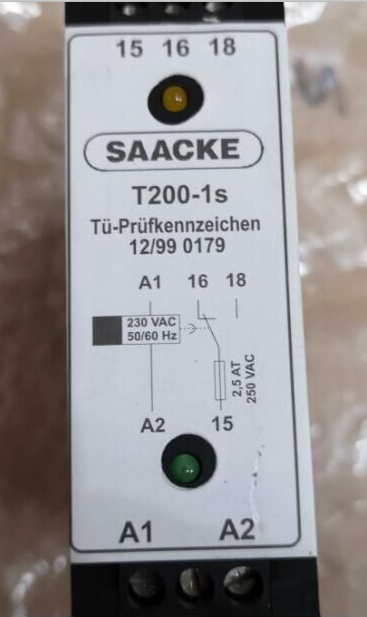 15 16 18
SAACKE
T200-1s
Tü-Prüfkennzeichen
12/99 0179
A1 16 18
230 VAC
50/60 Hz
2,5 AT
250 VAC
A2 15
A1 A2